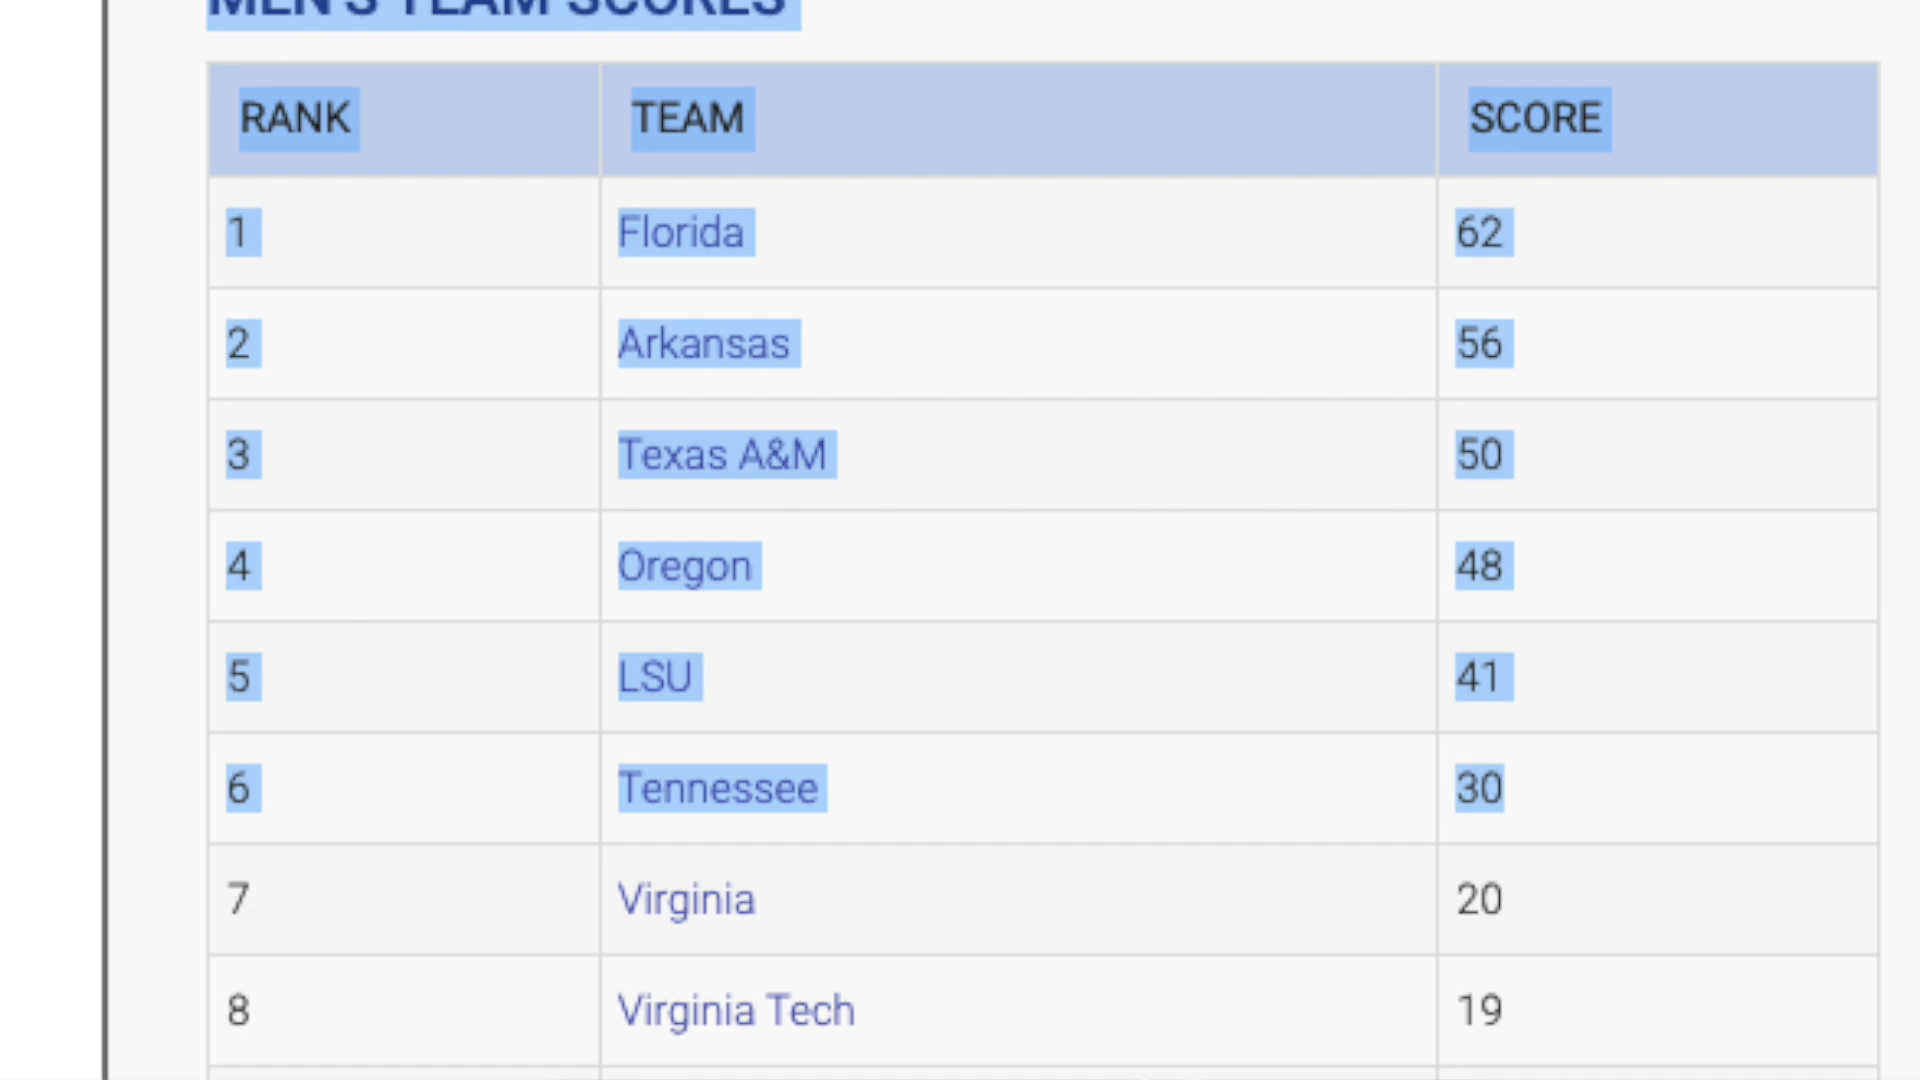 MEN'S TEAM SCORES
RANK TEAM SCORE
1 Florida 62
2 Arkansas 56
3 Texas A&M 50
4 Oregon 48
5 LSU 41
6 Tennessee 30
7 Virginia 20
8 Virginia Tech 19